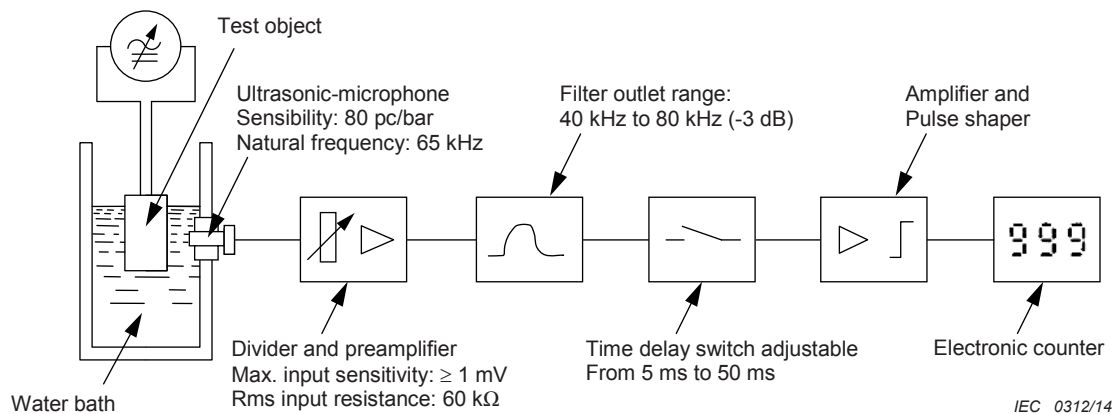 Test object
Ultrasonic-microphone
Sensibility: 80 pc/bar
Natural frequency: 65 kHz
Filter outlet range:
40 kHz to 80 kHz (-3 dB)
Amplifier and
Pulse shaper
999
Divider and preamplifier
Max. input sensitivity: ≥ 1 mV
Rms input resistance: 60 kΩ
Time delay switch adjustable
From 5 ms to 50 ms
Electronic counter
Water bath
IEC 0312/14